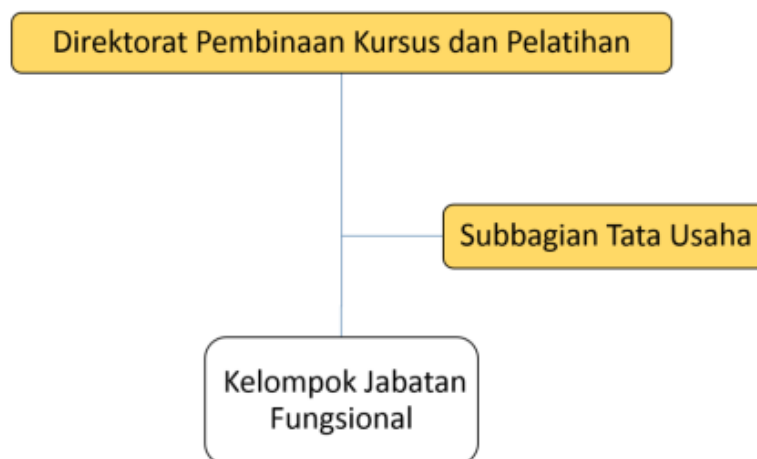 Direktorat Pembinaan Kursus dan Pelatihan
Subbagian Tata Usaha
Kelompok Jabatan
Fungsional